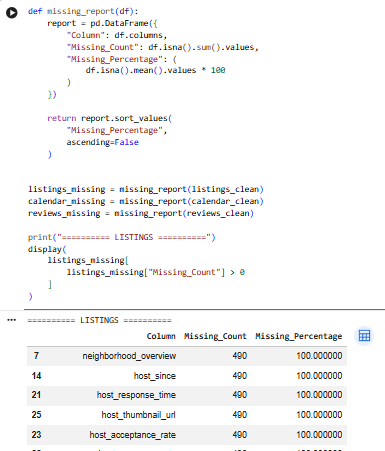 def missing_report(df):
report = pd.DataFrame({
"Column": df.columns,
"Missing_Count": df.isna().sum().values,
"Missing_Percentage": (
df.isna().mean().values * 100
)
})
return report.sort_values(
"Missing_Percentage",
ascending=False
)
listings_missing = missing_report(listings_clean)
calendar_missing = missing_report(calendar_clean)
reviews_missing = missing_report(reviews_clean)
print("========== LISTINGS ==========")
display(
listings_missing[
listings_missing["Missing_Count"] > 0
]
)
========== LISTINGS ==========
Column Missing_Count Missing_Percentage
7 neighborhood_overview 490 100.000000
14 host_since 490 100.000000
21 host_response_time 490 100.000000
25 host_thumbnail_url 490 100.000000
23 host_acceptance_rate 490 100.000000